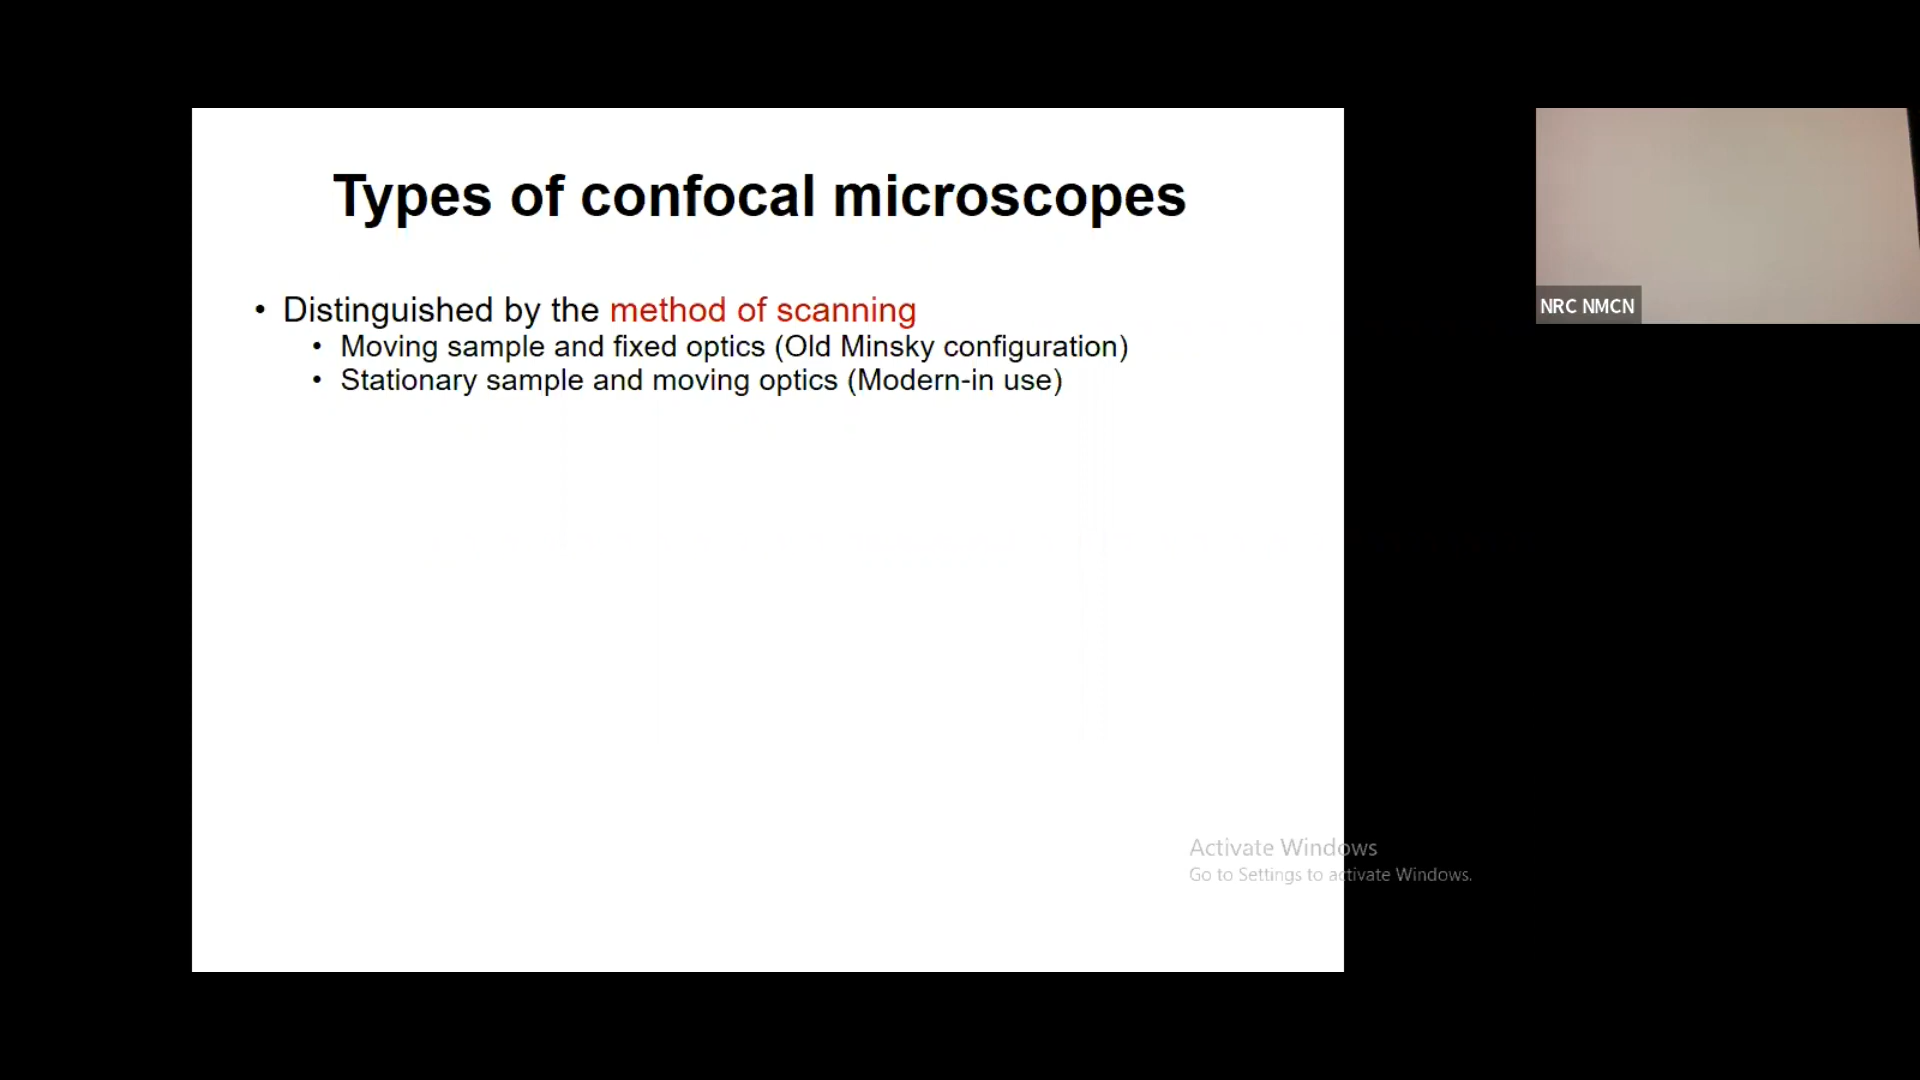 Types of confocal microscopes
• Distinguished by the method of scanning
• Moving sample and fixed optics (Old Minsky configuration)
• Stationary sample and moving optics (Modern-in use)
NRC NMCN
Activate Windows
Go to Settings to activate Windows.